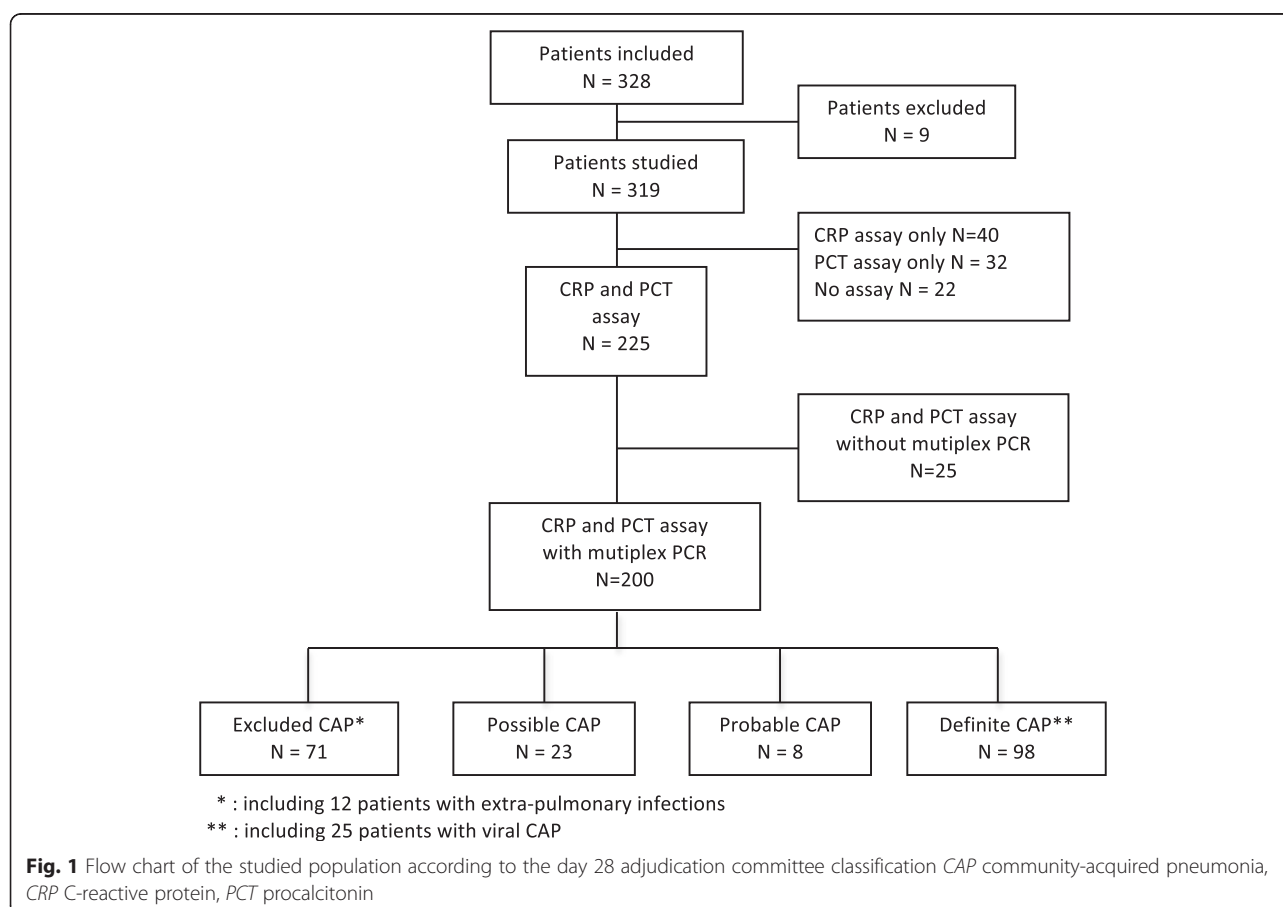 Patients included
N = 328
Patients excluded
N = 9
Patients studied
N = 319
CRP assay only N=40
PCT assay only N = 32
No assay N = 22
CRP and PCT
assay
N = 225
CRP and PCT assay
without mutiplex PCR
N=25
CRP and PCT assay
with mutiplex PCR
N=200
Excluded CAP*
N = 71
Possible CAP
N = 23
Probable CAP
N = 8
Definite CAP**
N = 98
* : including 12 patients with extra-pulmonary infections
** : including 25 patients with viral CAP
Fig. 1 Flow chart of the studied population according to the day 28 adjudication committee classification CAP community-acquired pneumonia,
CRP C-reactive protein, PCT procalcitonin